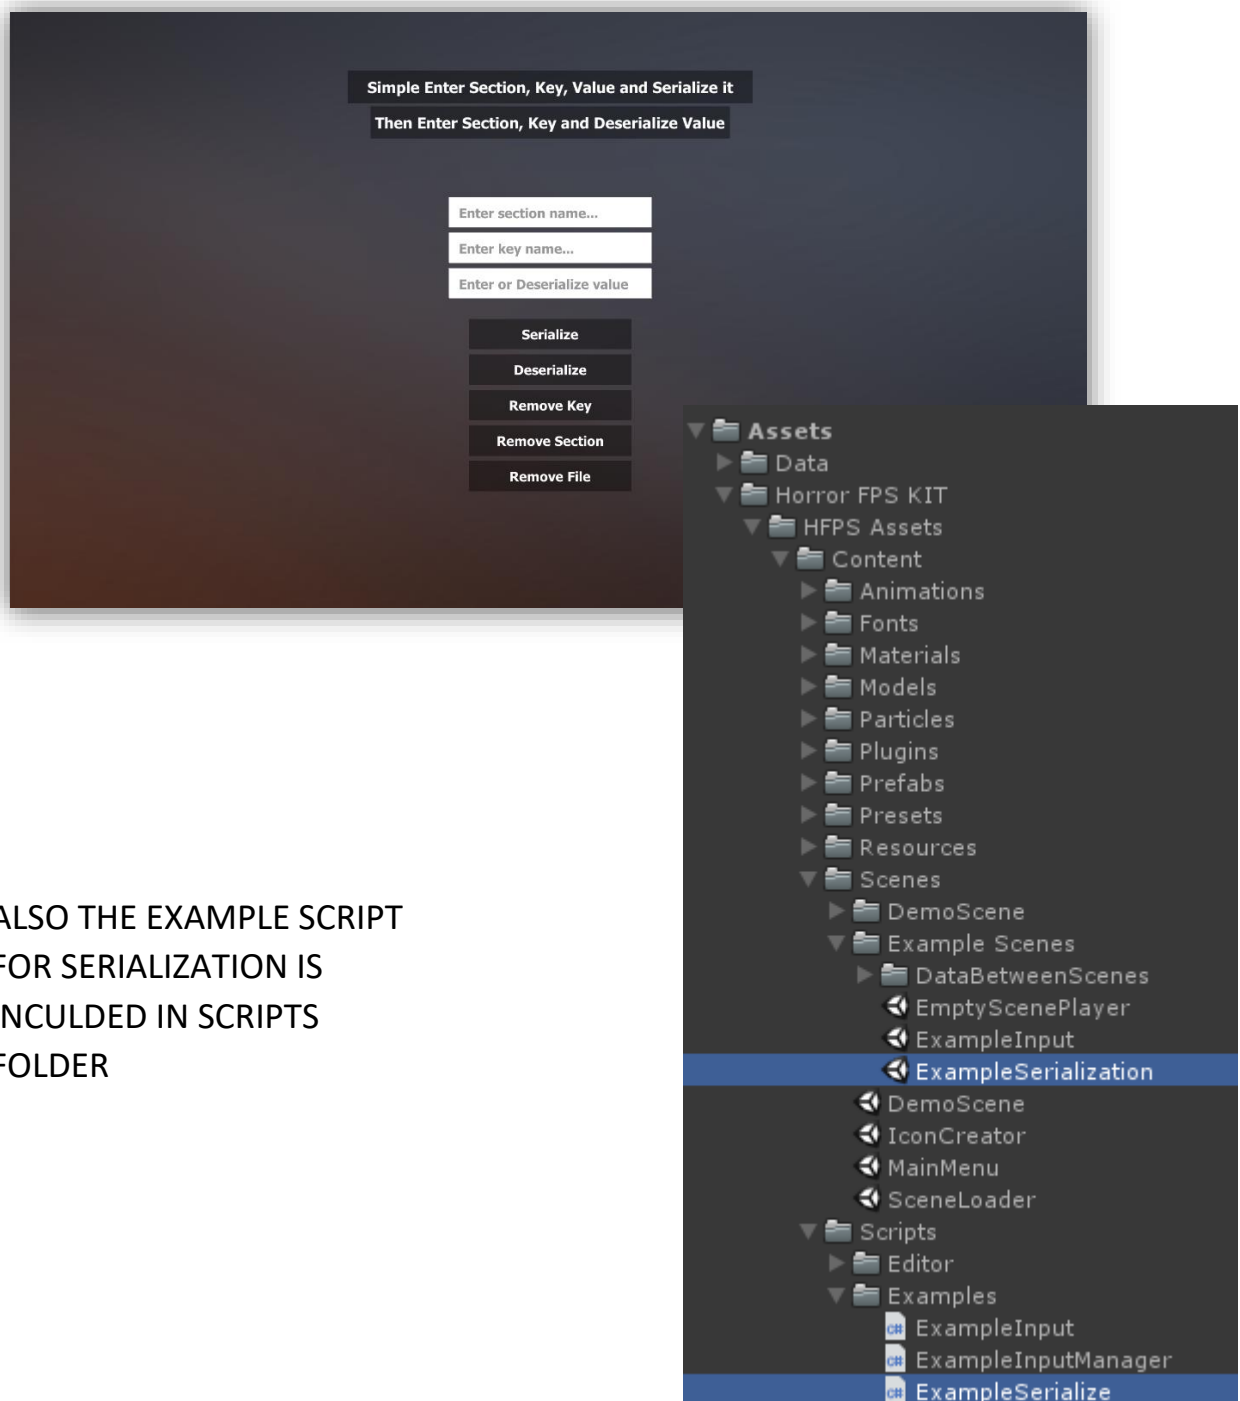 Simple Enter Section, Key, Value and Serialize it
Then Enter Section, Key and Deserialize Value
Enter section name...
Enter key name...
Enter or Deserialize value
Serialize
Deserialize
Remove Key
Remove Section
Remove File
Assets
Data
Horror FPS KIT
HFPS Assets
Content
Animations
Fonts
Materials
Models
Particles
Plugins
Prefabs
Presets
Resources
Scenes
DemoScene
Example Scenes
DataBetweenScenes
EmptyScenePlayer
ExampleInput
ExampleSerialization
DemoScene
IconCreator
MainMenu
SceneLoader
Scripts
Editor
Examples
c# ExampleInput
c# ExampleInputManager
c# ExampleSerialize
ALSO THE EXAMPLE SCRIPT
FOR SERIALIZATION IS
INCULDED IN SCRIPTS
FOLDER